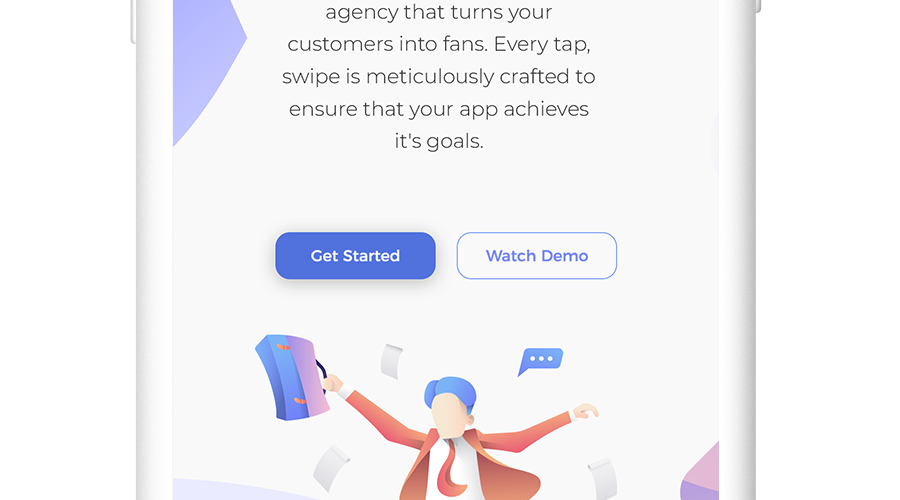 agency that turns your
customers into fans. Every tap,
swipe is meticulously crafted to
ensure that your app achieves
it's goals.
Get Started
Watch Demo